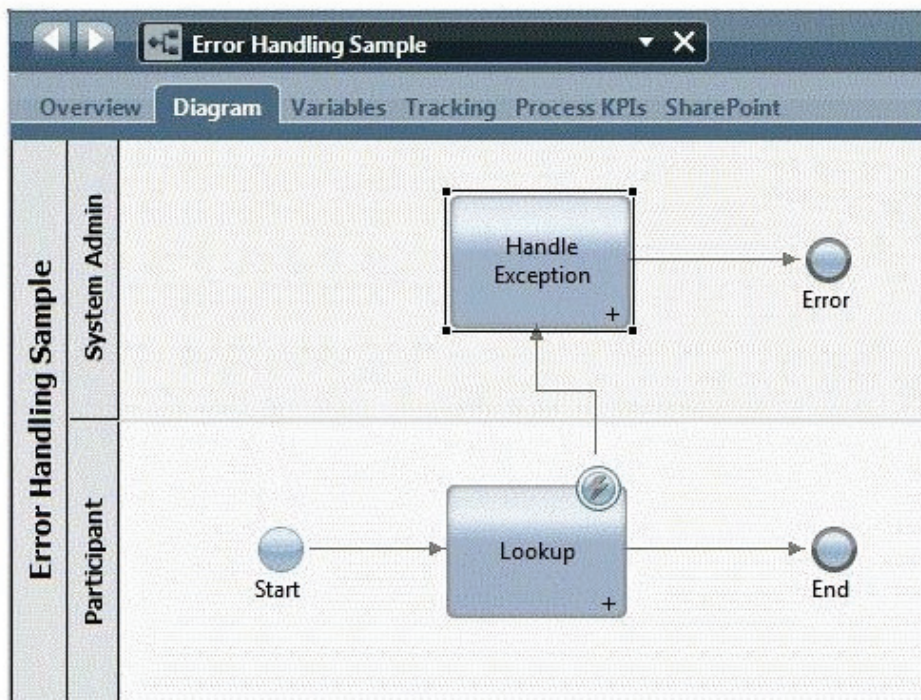 Error Handling Sample
Overview Diagram Variables Tracking Process KPIs SharePoint
Error Handling Sample
System Admin
Handle
Exception
+
Error
Participant
Start
Lookup
+
End